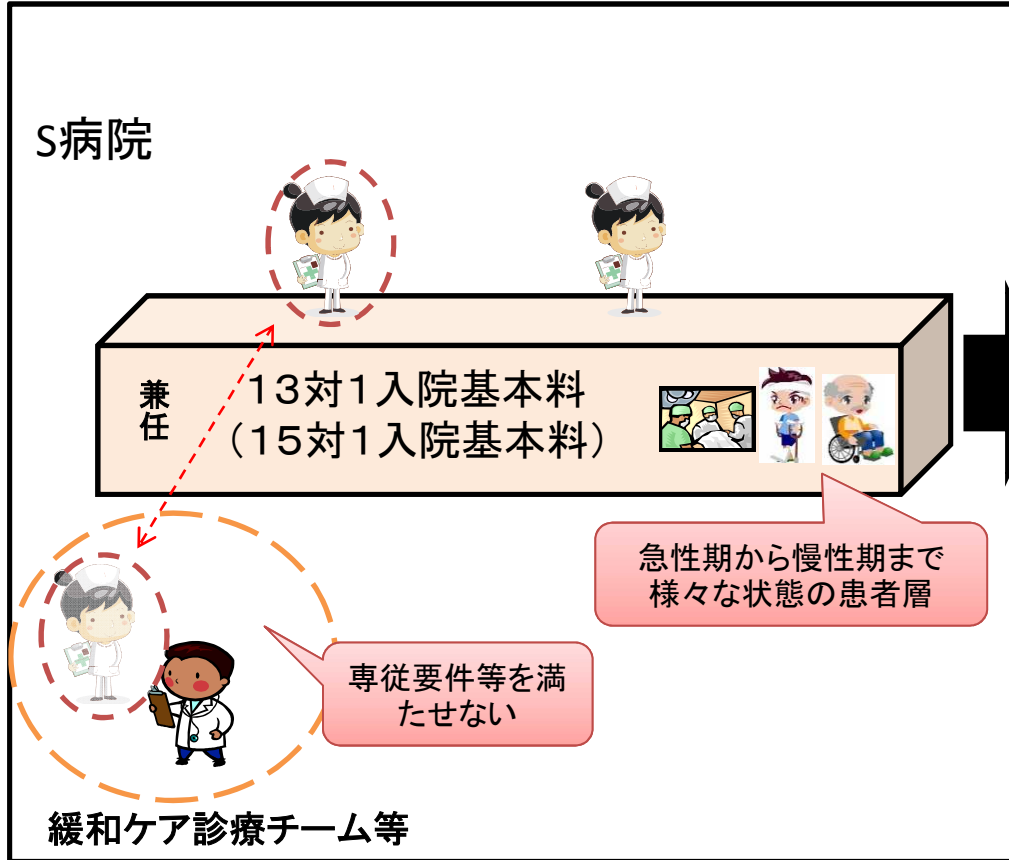 S病院
兼任
１３対１入院基本料
（１５対１入院基本料）
急性期から慢性期まで
様々な状態の患者層
専従要件等を満
たせない
緩和ケア診療チーム等